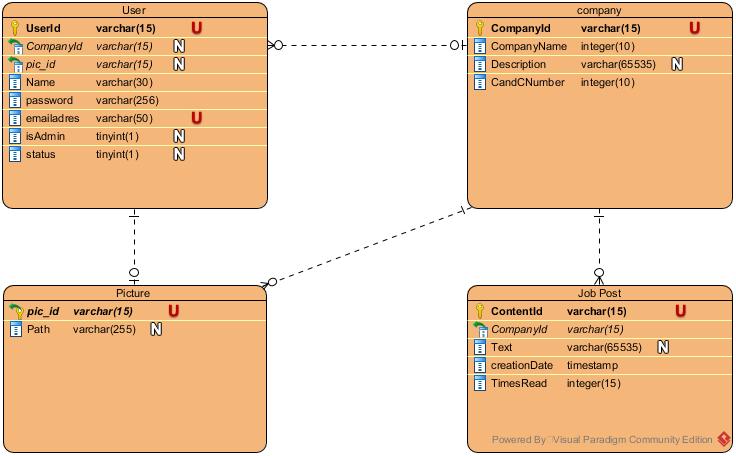 User
UserId varchar(15) U
CompanyId varchar(15) N
pic_id varchar(15) N
Name varchar(30)
password varchar(256)
emailadres varchar(50) U
isAdmin tinyint(1) N
status tinyint(1) N
company
CompanyId varchar(15) U
CompanyName integer(10)
Description varchar(65535) N
CandCNumber integer(10)
Picture
pic_id varchar(15) U
Path varchar(255) N
Job Post
ContentId varchar(15) U
CompanyId varchar(15)
Text varchar(65535) N
creationDate timestamp
TimesRead integer(15)
Powered By Visual Paradigm Community Edition